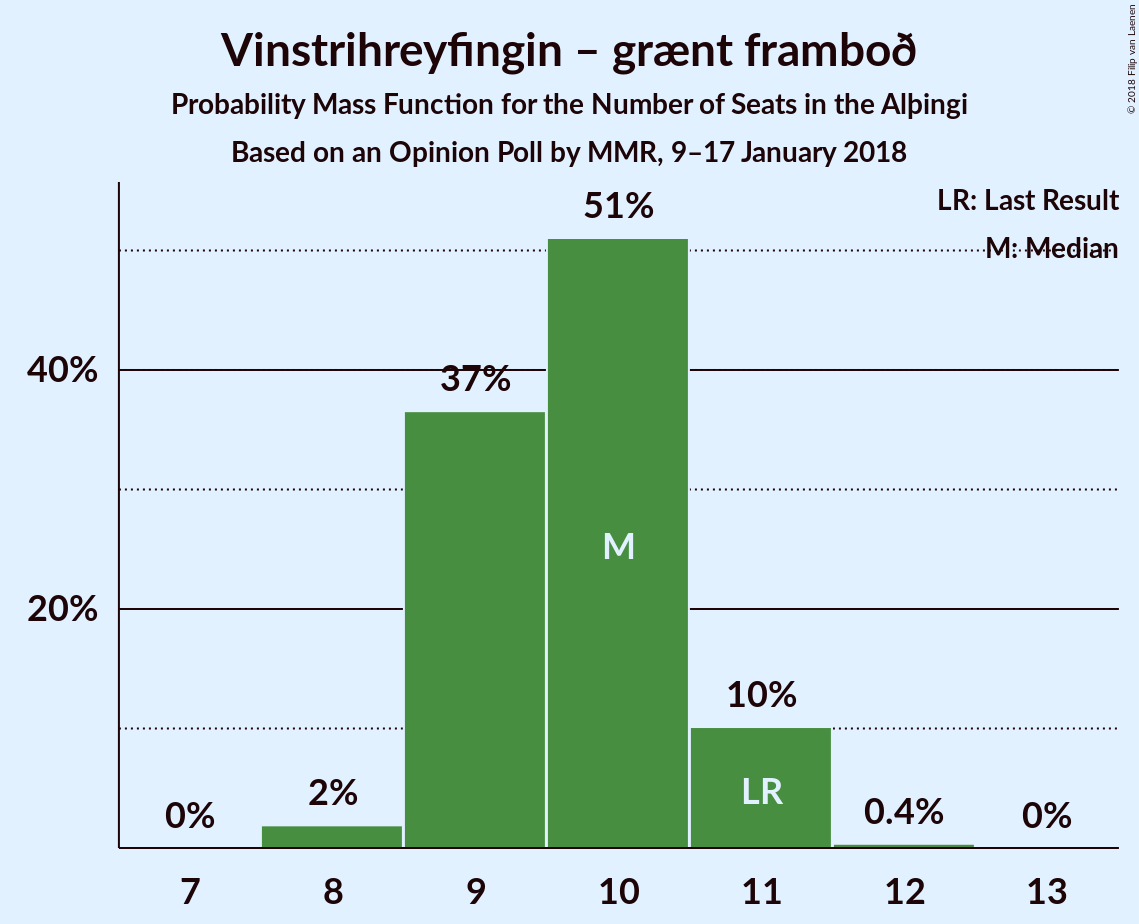 Vinstrihreyfingin – grænt framboð
Probability Mass Function for the Number of Seats in the Alþingi
Based on an Opinion Poll by MMR, 9–17 January 2018
© 2018 Filip van Laenen
LR: Last Result
M: Median
51%
40%
37%
M
20%
10%
LR
2%
0%
0.4%
0%
7 8 9 10 11 12 13